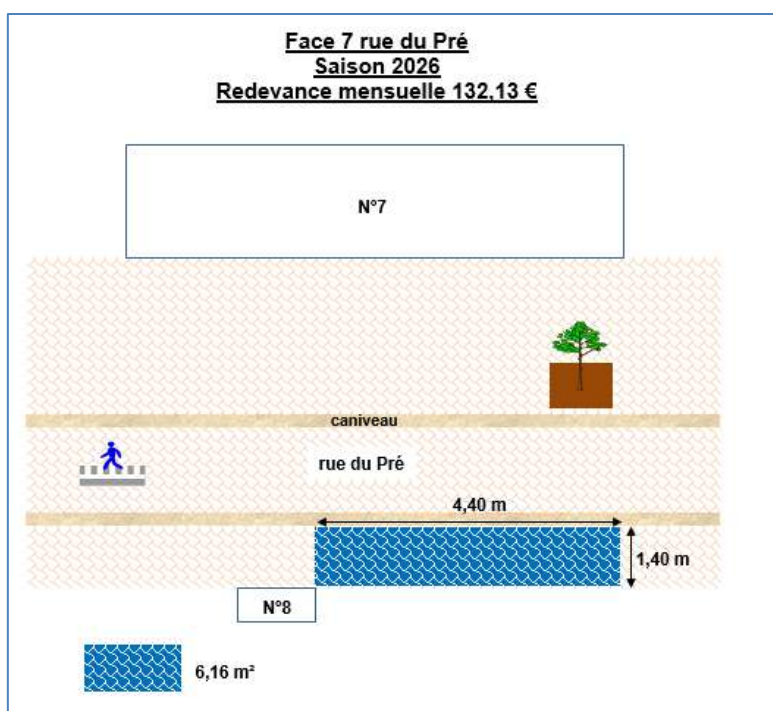 Face 7 rue du Pré
Saison 2026
Redevance mensuelle 132,13 €
N°7
caniveau
rue du Pré
4,40 m
1,40 m
N°8
6,16 m²